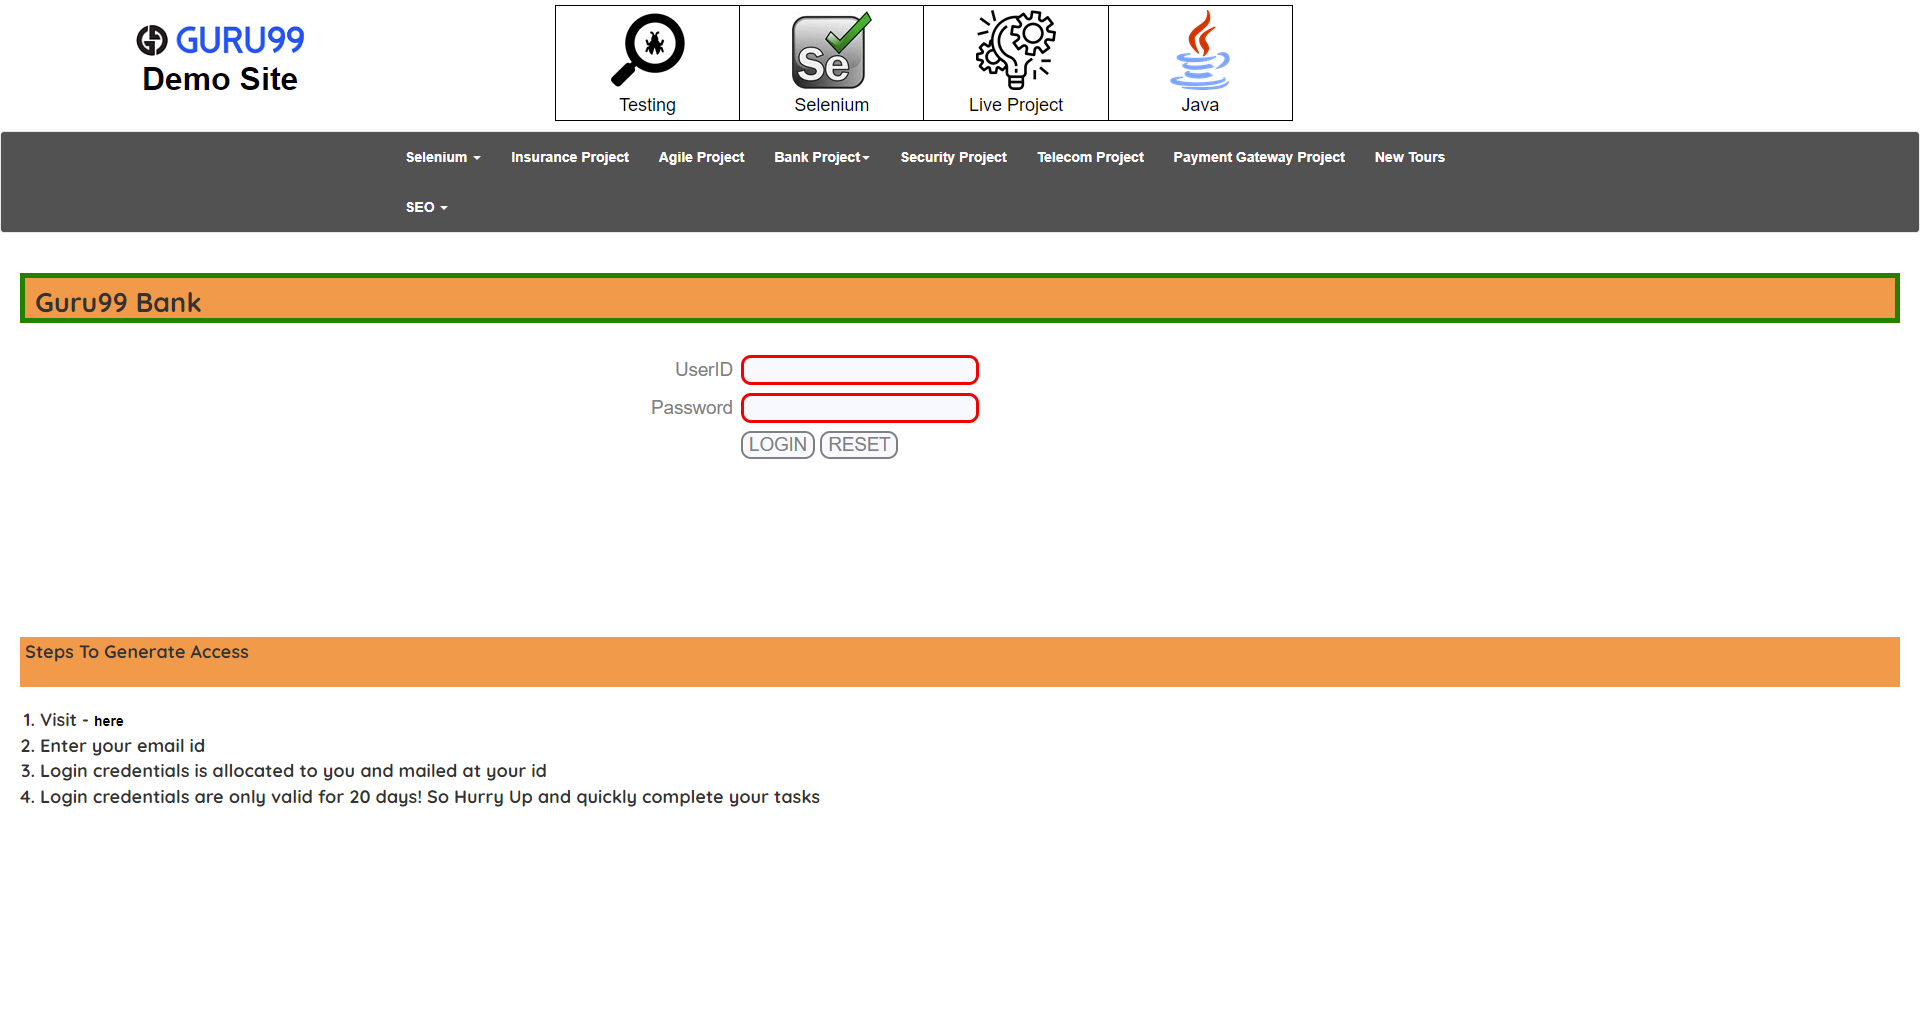 GURU99
Demo Site
Testing
Se
Selenium
Live Project
Java
Selenium Insurance Project Agile Project Bank Project Security Project Telecom Project Payment Gateway Project New Tours
SEO
Guru99 Bank
UserID
Password
LOGIN RESET
Steps To Generate Access
1. Visit - here
2. Enter your email id
3. Login credentials is allocated to you and mailed at your id
4. Login credentials are only valid for 20 days! So Hurry Up and quickly complete your tasks